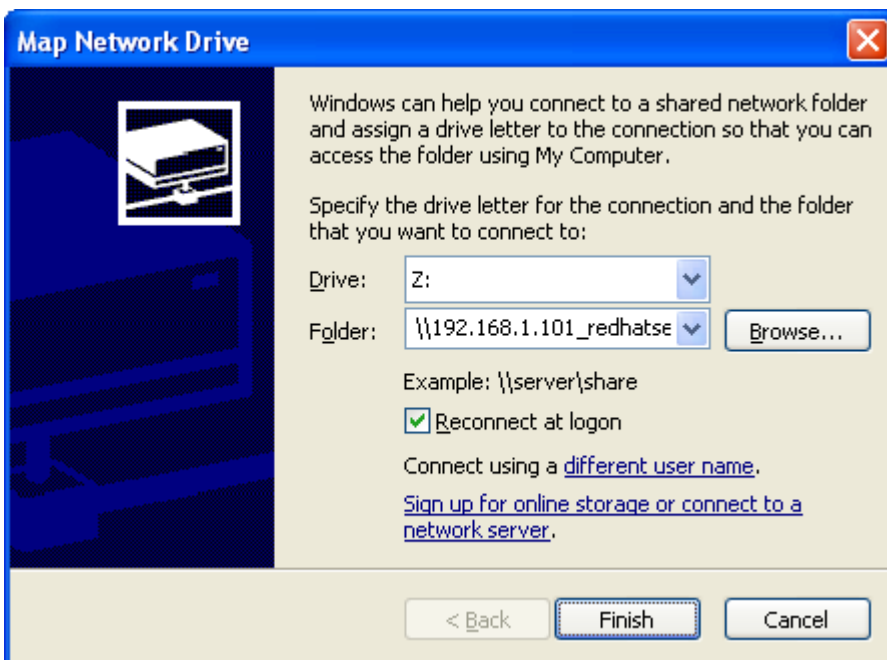 Map Network Drive
Windows can help you connect to a shared network folder
and assign a drive letter to the connection so that you can
access the folder using My Computer.
Specify the drive letter for the connection and the folder
that you want to connect to:
Drive: Z:
Folder: \\192.168.1.101_redhatse Browse...
Example: \\server\share
Reconnect at logon
Connect using a different user name.
Sign up for online storage or connect to a
network server.
< Back Finish Cancel